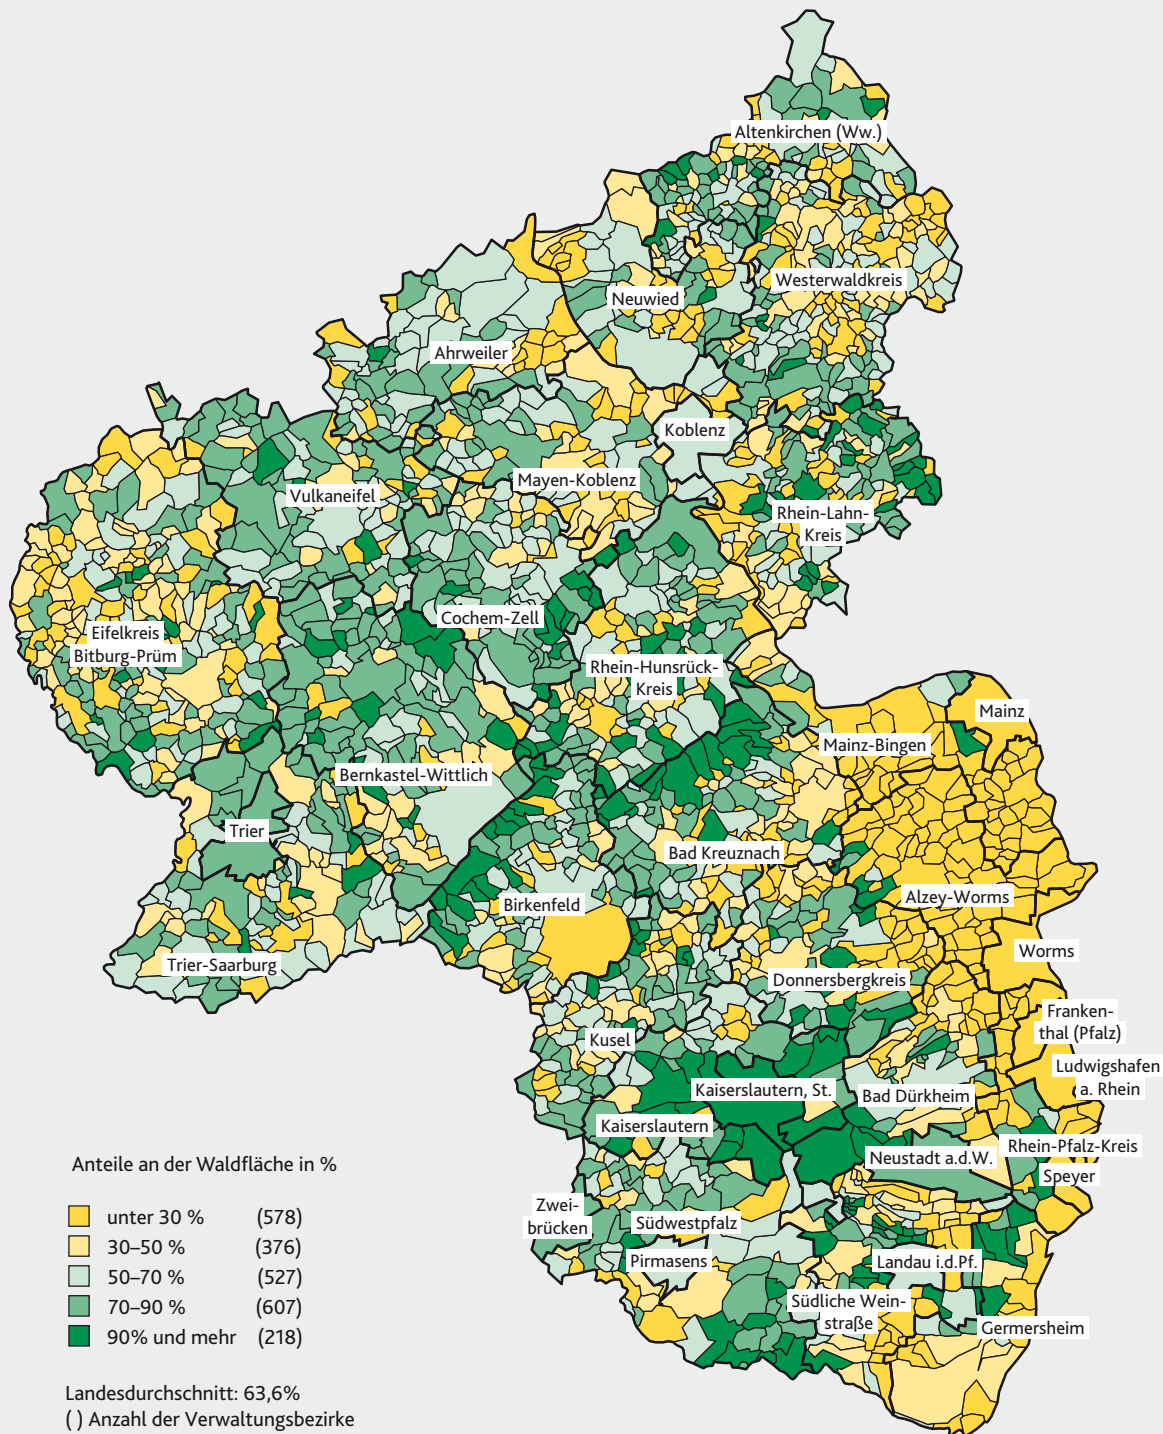 Altenkirchen (Ww.)
Westerwaldkreis
Neuwied
Ahrweiler
Koblenz
Mayen-Koblenz
Vulkaneifel
Rhein-Lahn-
Kreis
Cochem-Zell
Eifelkreis
Bitburg-Prüm
Rhein-Hunsrück-
Kreis
Mainz
Mainz-Bingen
Bernkastel-Wittlich
Trier
Bad Kreuznach
Birkenfeld
Alzey-Worms
Worms
Trier-Saarburg
Donnersbergkreis
Franken-
thal (Pfalz)
Kusel
Ludwigshafen
a. Rhein
Kaiserslautern, St.
Bad Dürkheim
Kaiserslautern
Rhein-Pfalz-Kreis
Neustadt a.d.W.
Speyer
Zwei-
brücken
Südwestpfalz
Pirmasens
Landau i.d.Pf.
Südliche Wein-
straße
Germersheim
Anteile an der Waldfläche in %
unter 30 % (578)
30–50 % (376)
50–70 % (527)
70–90 % (607)
90% und mehr (218)
Landesdurchschnitt: 63,6%
( ) Anzahl der Verwaltungsbezirke